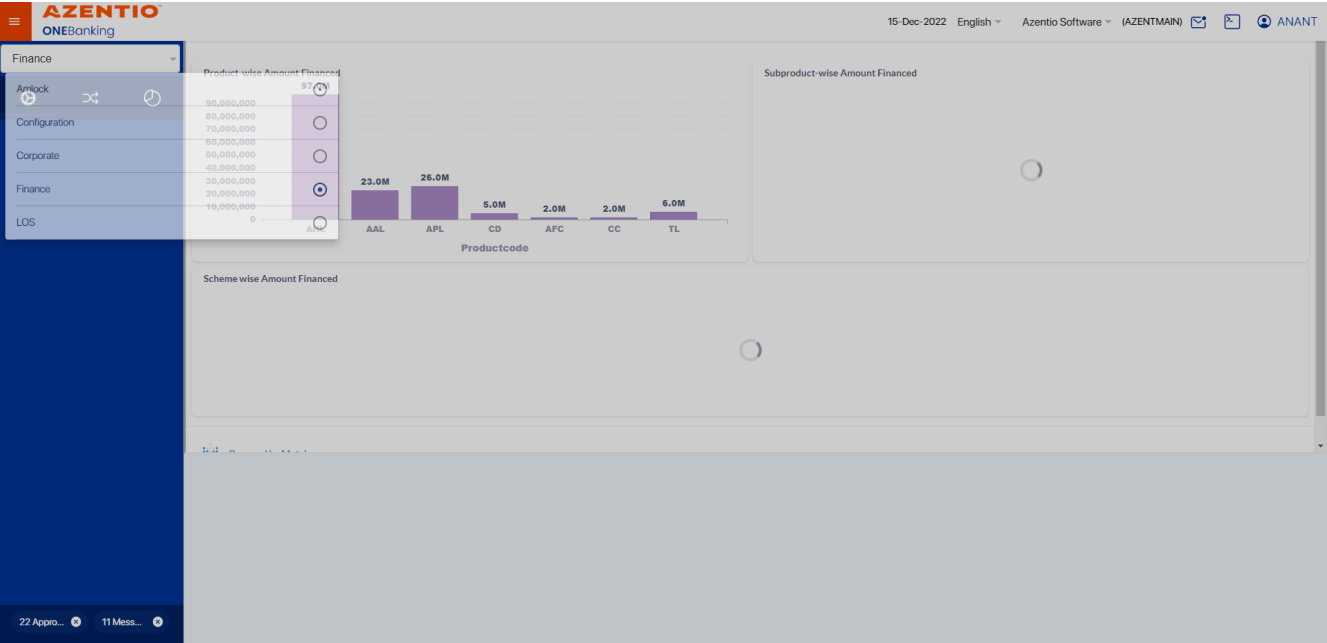 AZENTIO
ONEBanking
15-Dec-2022 English Azentio Software (AZENTMAIN) ANANT
Finance
Amlock
Configuration
Corporate
Finance
LOS
Product-wise Amount Financed
90,000,000
80,000,000
70,000,000
60,000,000
50,000,000
40,000,000
30,000,000
20,000,000
10,000,000
0
23.0M
26.0M
5.0M
2.0M
2.0M
6.0M
AAL APL CD AFC CC TL
Productcode
Subproduct-wise Amount Financed
Scheme wise Amount Financed
22 Appro... 11 Mess...